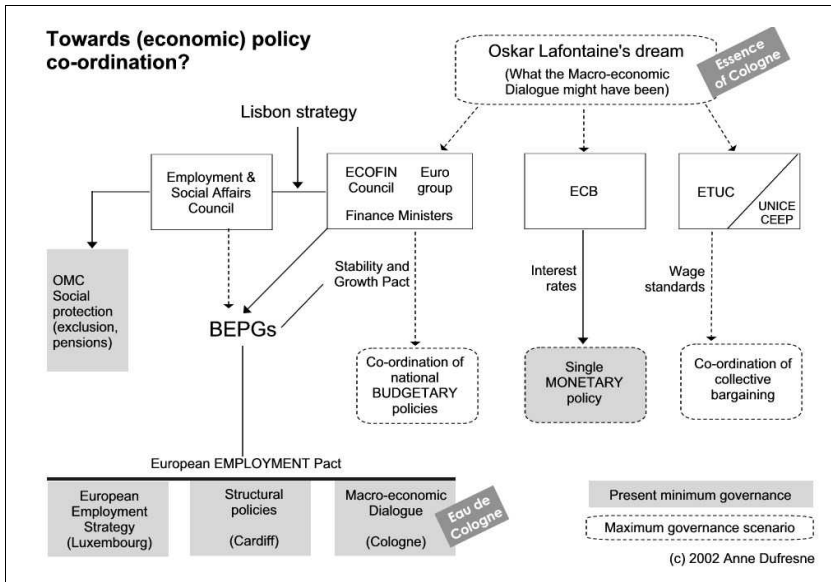 Towards (economic) policy
co-ordination?
Oskar Lafontaine's dream
(What the Macro-economic
Dialogue might have been)
Essence
of Cologne
Lisbon strategy
Employment &
Social Affairs
Council
ECOFIN
Council
Euro
group
Finance Ministers
ECB
ETUC
UNICE
CEEP
OMC
Social
protection
(exclusion,
pensions)
Stability and
Growth Pact
Interest
rates
Wage
standards
BEPGs
Co-ordination of
national
BUDGETARY
policies
Single
MONETARY
policy
Co-ordination of
collective
bargaining
European EMPLOYMENT Pact
European
Employment
Strategy
(Luxembourg)
Structural
policies
(Cardiff)
Macro-economic
Dialogue
(Cologne)
Eau de
Cologne
Present minimum governance
Maximum governance scenario
(c) 2002 Anne Dufresne